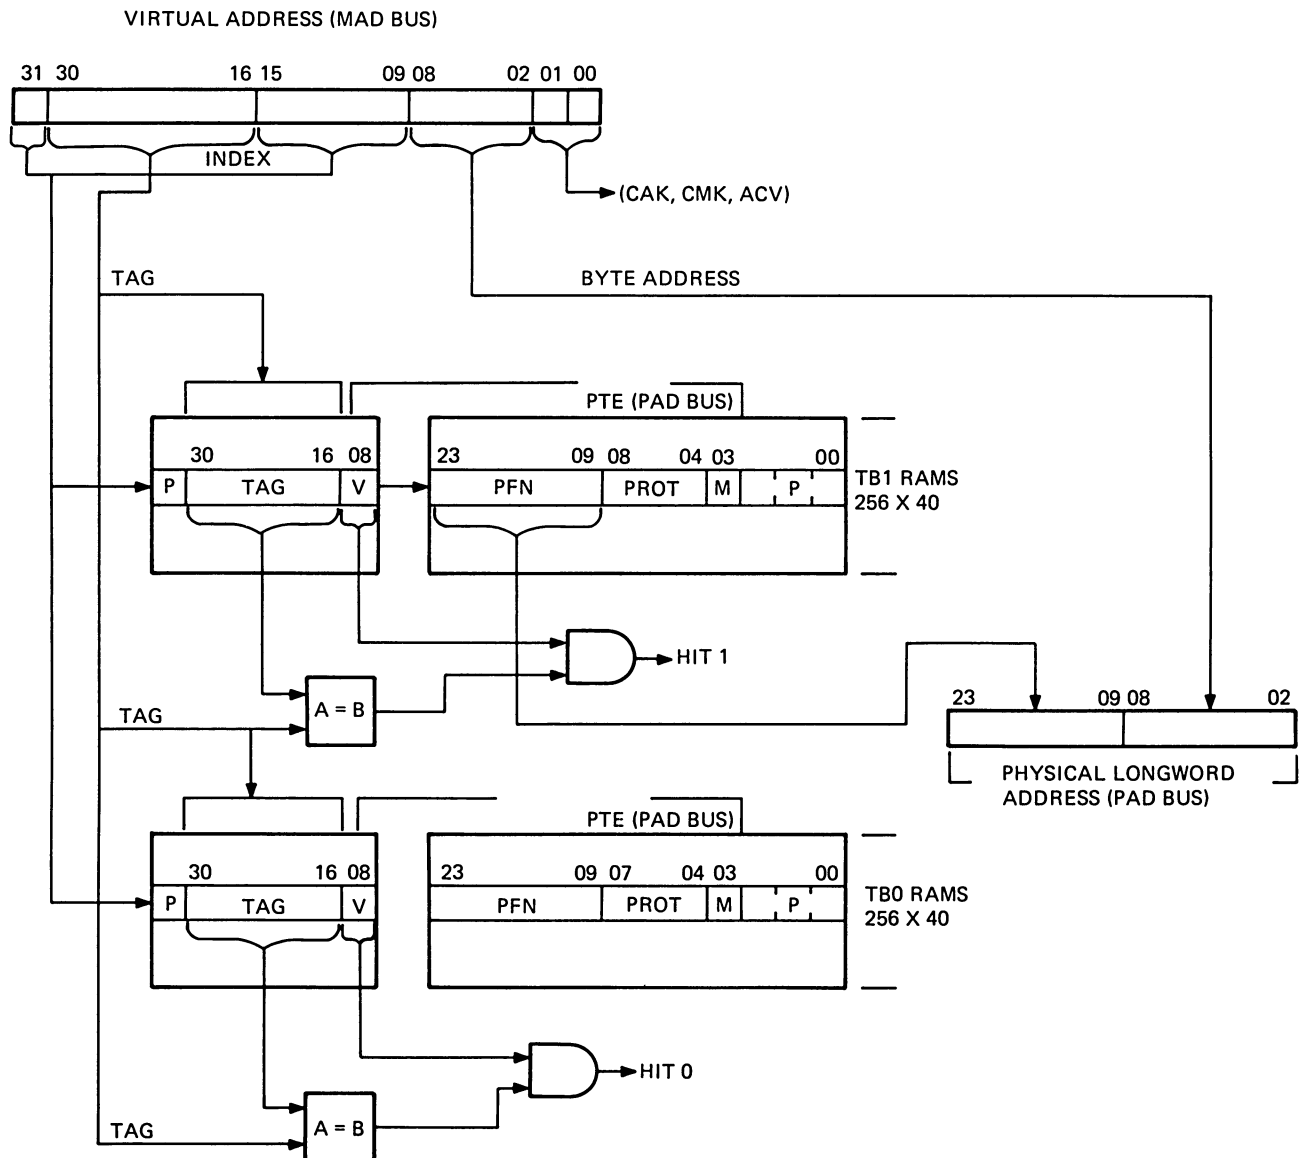 VIRTUAL ADDRESS (MAD BUS)
31 30 16 15 09 08 02 01 00
INDEX
(CAK, CMK, ACV)
TAG
BYTE ADDRESS
PTE (PAD BUS)
30 16 08 23 09 08 04 03 00
P TAG V PFN PROT M P
TB1 RAMS
256 X 40
HIT 1
A = B
TAG
23 09 08 02
PHYSICAL LONGWORD
ADDRESS (PAD BUS)
PTE (PAD BUS)
30 16 08 23 09 07 04 03 00
P TAG V PFN PROT M P
TB0 RAMS
256 X 40
HIT 0
A = B
TAG